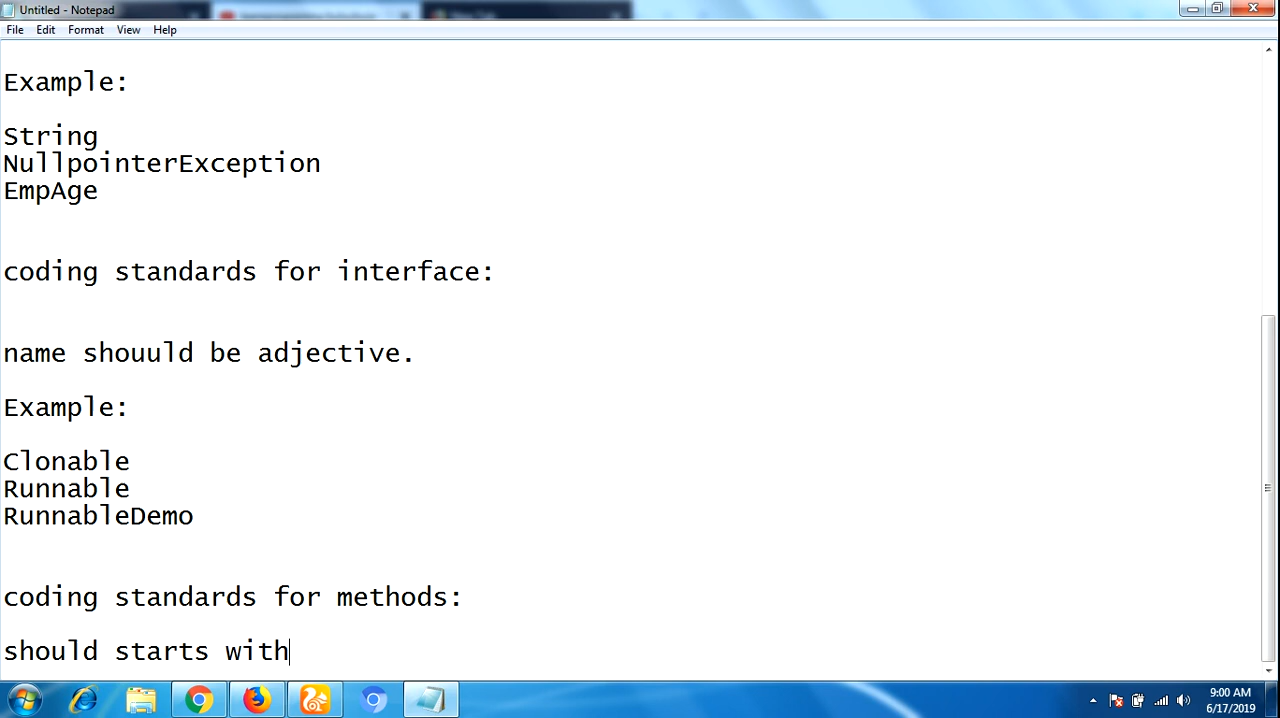 Untitled - Notepad
File Edit Format View Help
Example:
String
NullpointerException
EmpAge
coding standards for interface:
name shouuld be adjective.
Example:
Clonable
Runnable
RunnableDemo
coding standards for methods:
should starts with
9:00 AM
6/17/2019